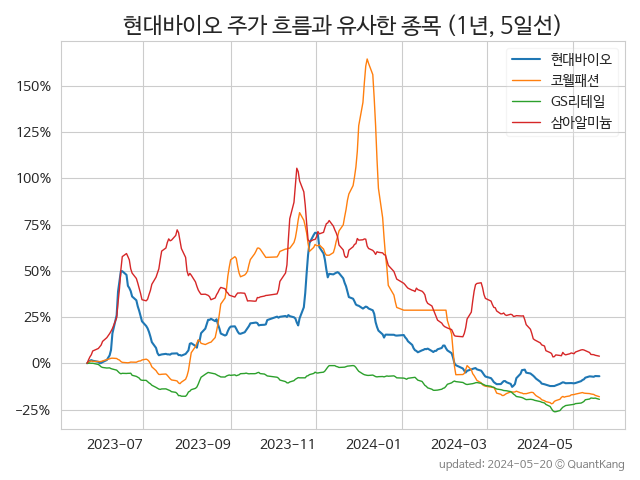 현대바이오 주가 흐름과 유사한 종목 (1년, 5일선)
현대바이오
코웰패션
GS리테일
삼아알미늄
150%
125%
100%
75%
50%
25%
0%
−25%
2023-07 2023-09 2023-11 2024-01 2024-03 2024-05
updated: 2024-05-20 © QuantKang